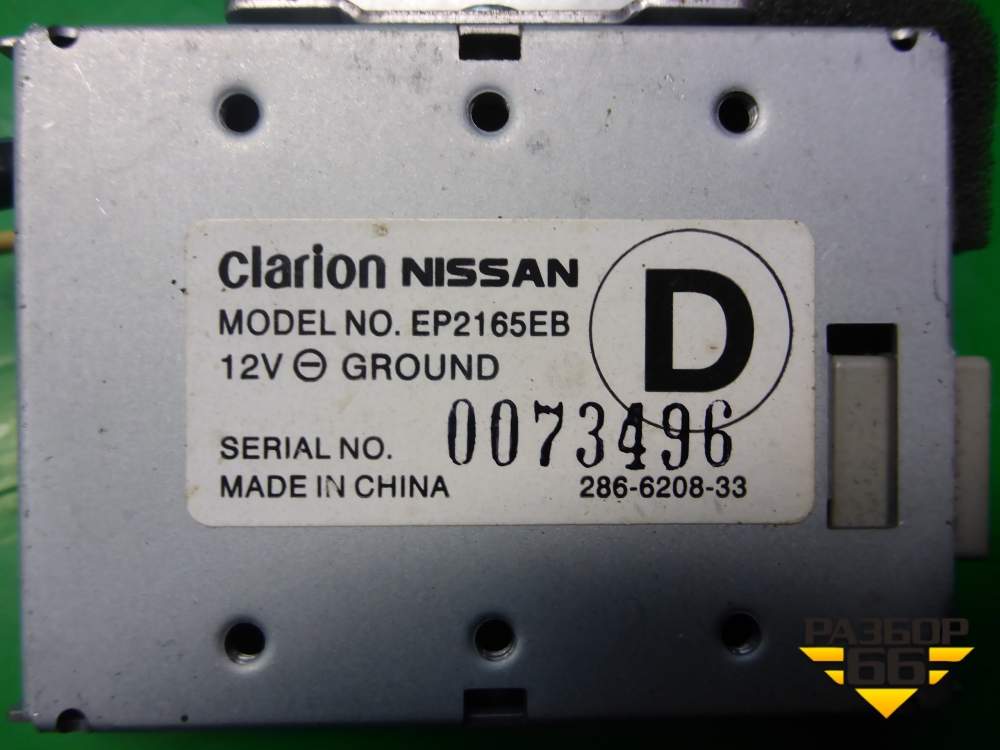 clarion NISSAN
D
MODEL NO. EP2165EB
12V ⊖ GROUND
SERIAL NO. 0073496
MADE IN CHINA 286-6208-33
РАЗБОР
66